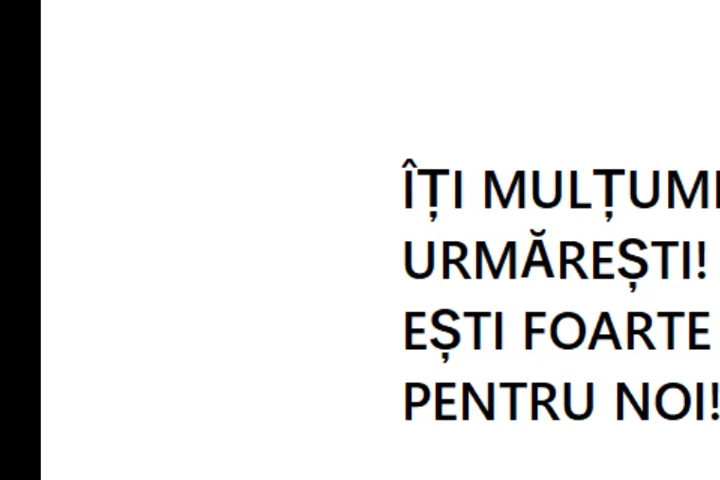 ÎȚI MULȚUM
URMĂREȘTI!
EȘTI FOARTE
PENTRU NOI!